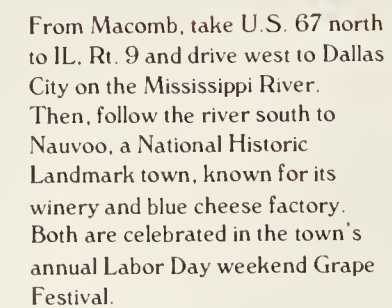 From Macomb, take U.S. 67 north
to IL. Rt. 9 and drive west to Dallas
City on the Mississippi River.
Then, follow the river south to
Nauvoo, a National Historic
Landmark town, known for its
winery and blue cheese factory.
Both are celebrated in the town's
annual Labor Day weekend Grape
Festival.